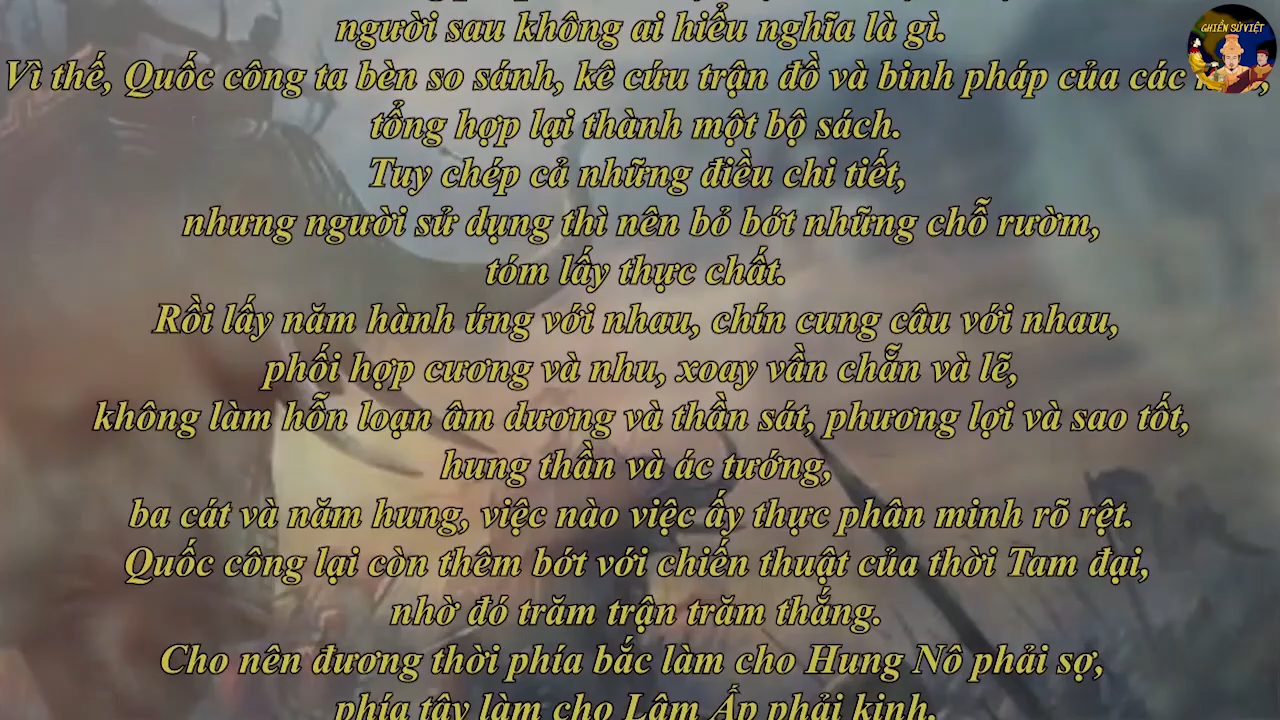 người sau không ai hiểu nghĩa là gì.
GHIỀN SỬ VIỆT
Vì thế, Quốc công ta bèn so sánh, kê cứu trận đồ và binh pháp của các
tổng hợp lại thành một bộ sách.
Tuy chép cả những điều chi tiết,
nhưng người sử dụng thì nên bỏ bớt những chỗ rườm,
tóm lấy thực chất.
Rồi lấy năm hành ứng với nhau, chín cung câu với nhau,
phối hợp cương và nhu, xoay vần chẵn và lẽ,
không làm hỗn loạn âm dương và thần sát, phương lợi và sao tốt,
hung thần và ác tướng,
ba cát và năm hung, việc nào việc ấy thực phân minh rõ rệt.
Quốc công lại còn thêm bớt với chiến thuật của thời Tam đại,
nhờ đó trăm trận trăm thắng.
Cho nên đương thời phía bắc làm cho Hung Nô phải sợ,
phía tây làm cho Lâm Ấp phải kinh.